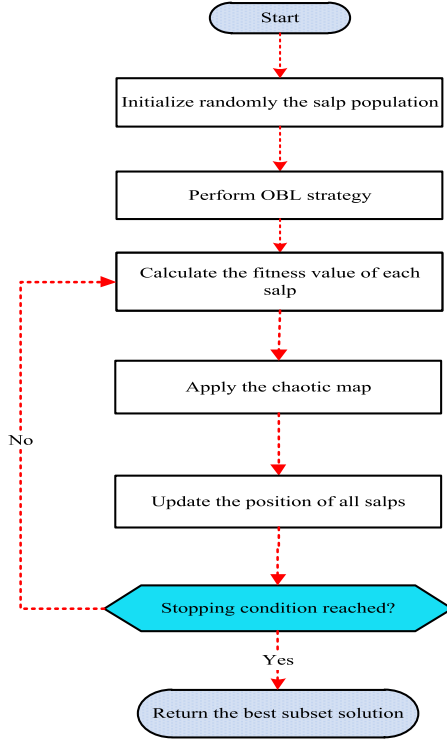 Start
Initialize randomly the salp population
Perform OBL strategy
Calculate the fitness value of each
salp
Apply the chaotic map
No
Update the position of all salps
Stopping condition reached?
Yes
Return the best subset solution